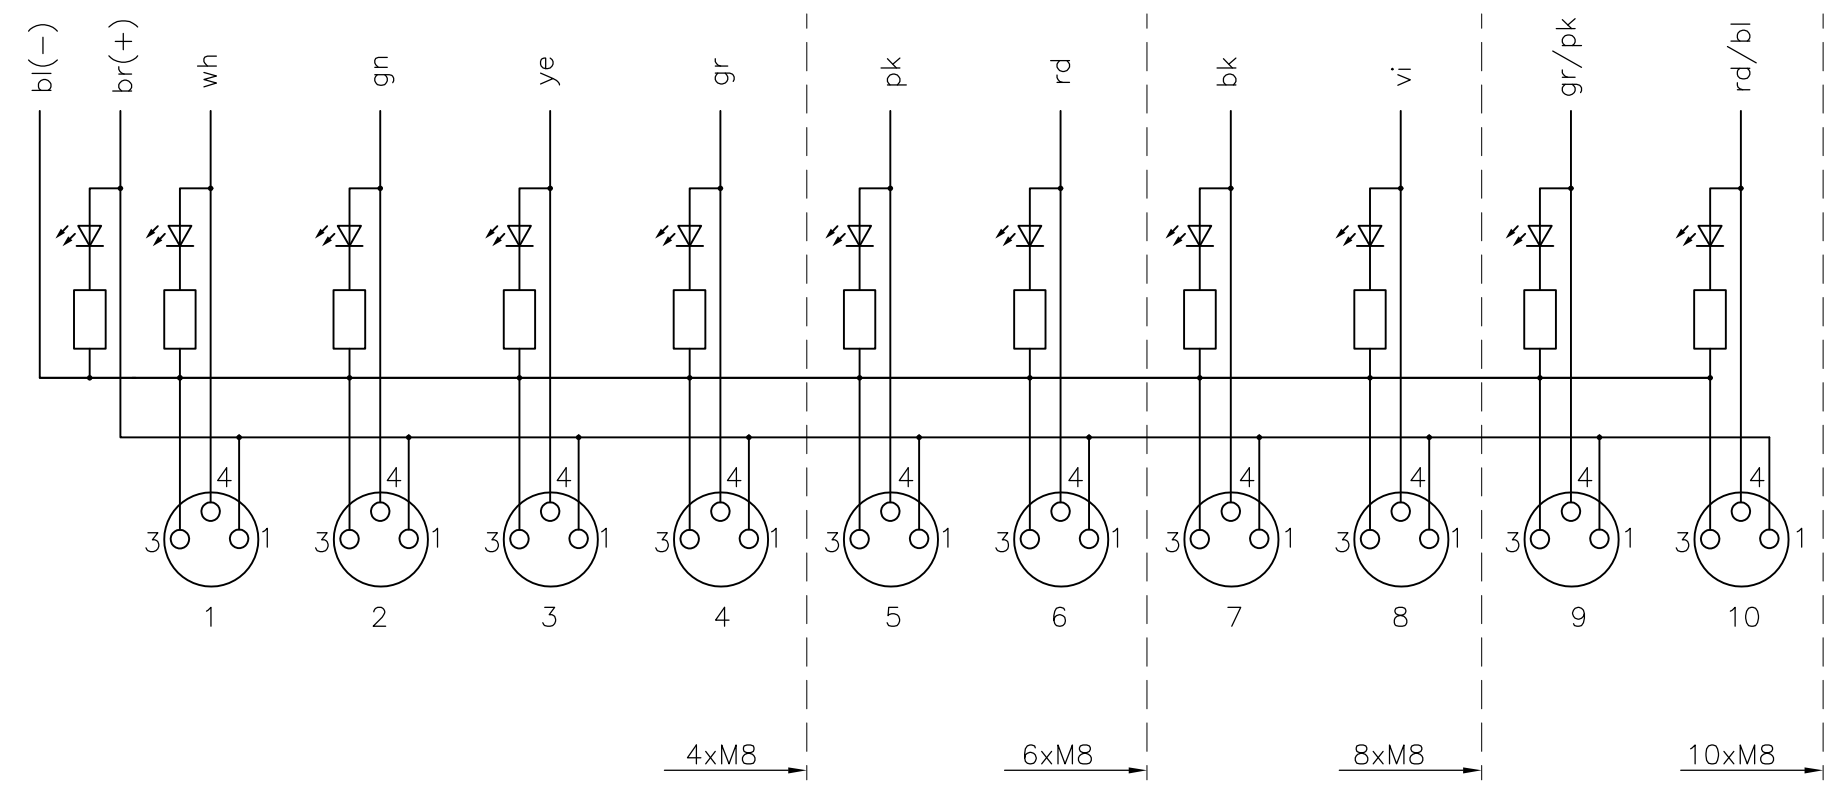 bl(-) br(+) wh gn ye gr pk rd bk vi gr/pk rd/bl
4 4 4 4 4 4 4 4 4 4
3 1 3 1 3 1 3 1 3 1 3 1 3 1 3 1 3 1 3 1
1 2 3 4 5 6 7 8 9 10
4xM8 6xM8 8xM8 10xM8